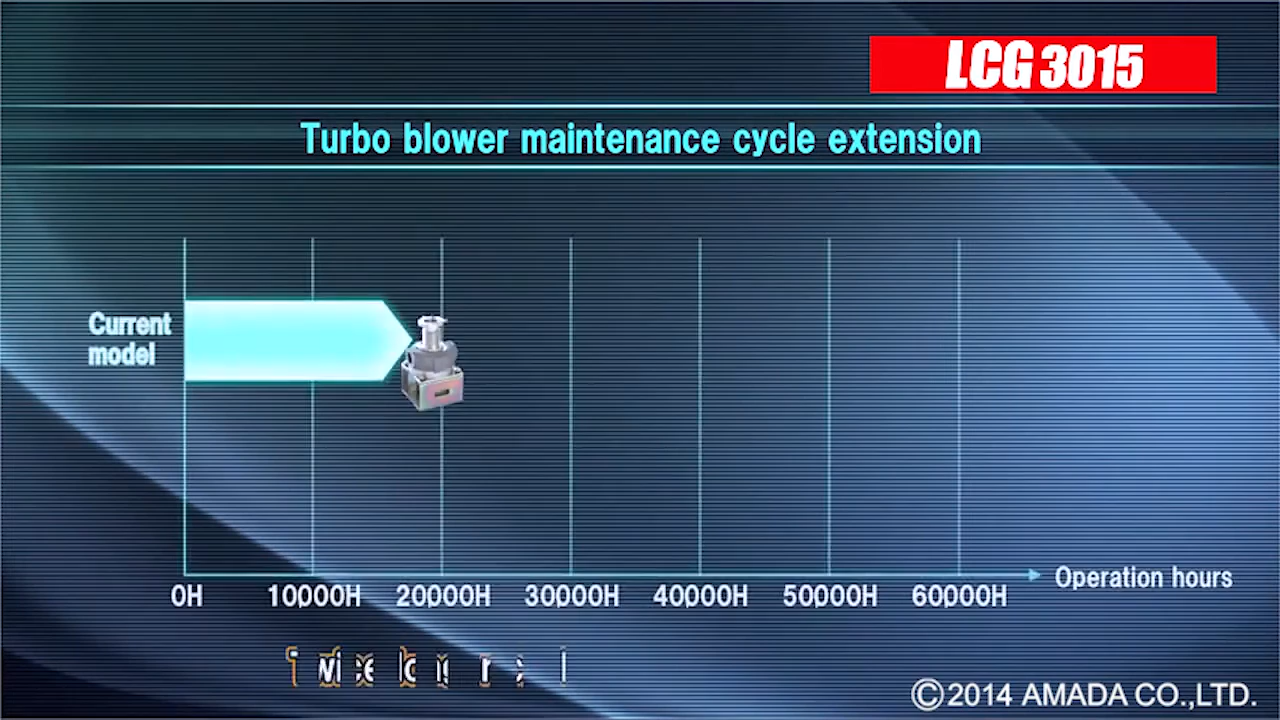 LCG 3015
Turbo blower maintenance cycle extension
Current
model
0H 10000H 20000H 30000H 40000H 50000H 60000H
Operation hours
©2014 AMADA CO.,LTD.